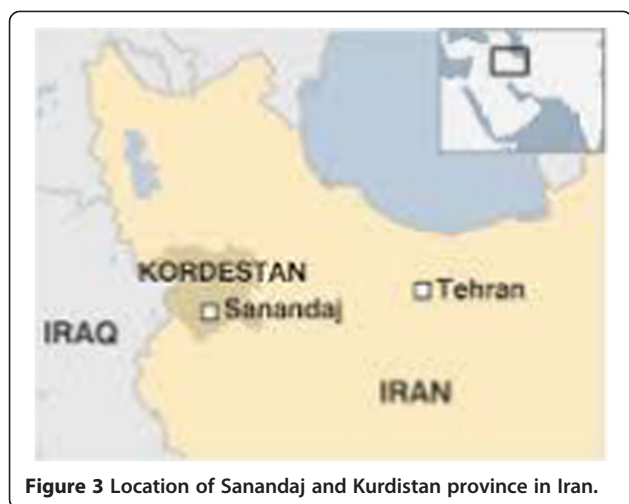 KORDESTAN
Sanandaj
Tehran
IRAQ
IRAN
Figure 3 Location of Sanandaj and Kurdistan province in Iran.